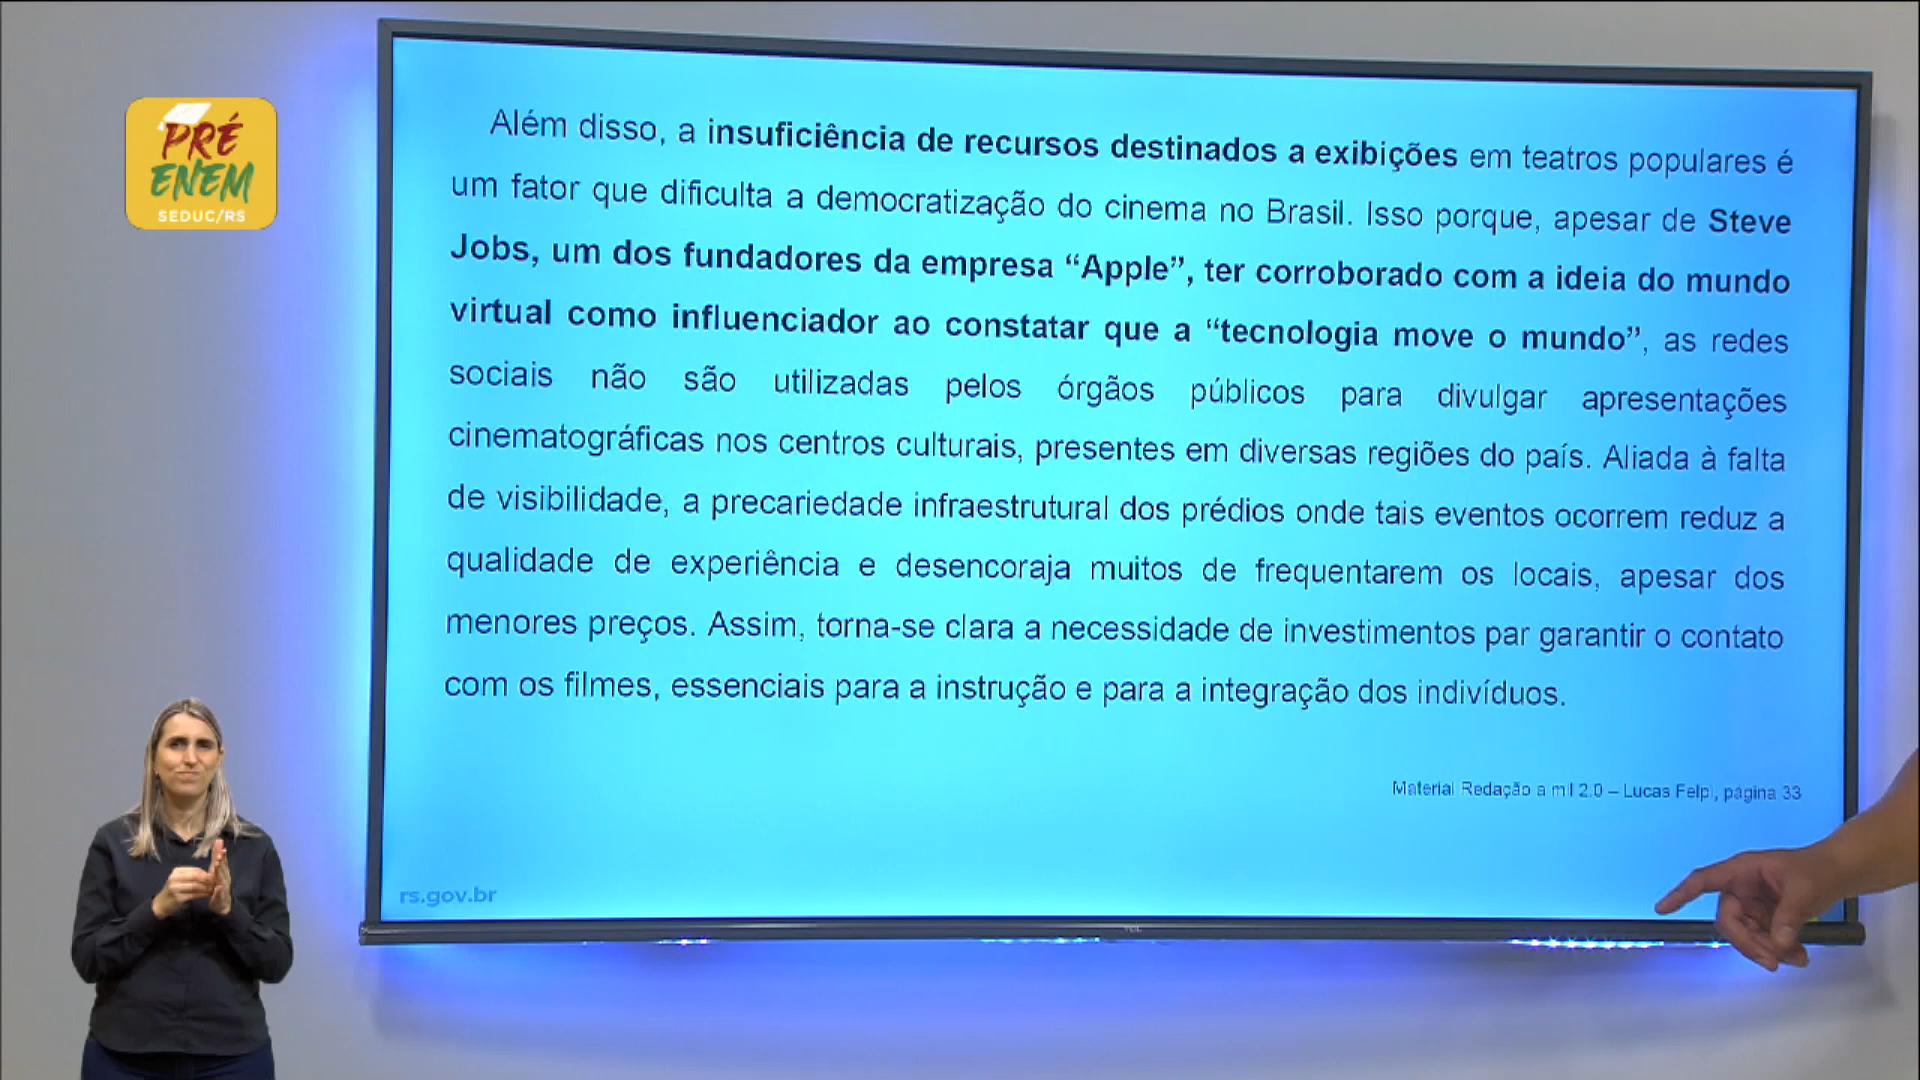 PRÉ
ENEM
SEDUC/RS
Além disso, a insuficiência de recursos destinados a exibições em teatros populares é
um fator que dificulta a democratização do cinema no Brasil. Isso porque, apesar de Steve
Jobs, um dos fundadores da empresa “Apple”, ter corroborado com a ideia do mundo
virtual como influenciador ao constatar que a “tecnologia move o mundo”, as redes
sociais não são utilizadas pelos órgãos públicos para divulgar apresentações
cinematográficas nos centros culturais, presentes em diversas regiões do país. Aliada à falta
de visibilidade, a precariedade infraestrutural dos prédios onde tais eventos ocorrem reduz a
qualidade de experiência e desencoraja muitos de frequentarem os locais, apesar dos
menores preços. Assim, torna-se clara a necessidade de investimentos par garantir o contato
com os filmes, essenciais para a instrução e para a integração dos indivíduos.
Material Redação a mil 2.0 – Lucas Felpi, página 33
rs.gov.br
TCL